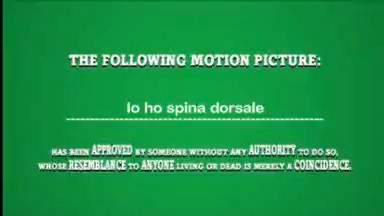 THE FOLLOWING MOTION PICTURE:
Io ho spina dorsale
HAS BEEN APPROVED BY SOMEONE WITHOUT ANY AUTHORITY TO DO SO,
WHOSE RESEMBLANCE TO ANYONE LIVING OR DEAD IS MERELY A COINCIDENCE.